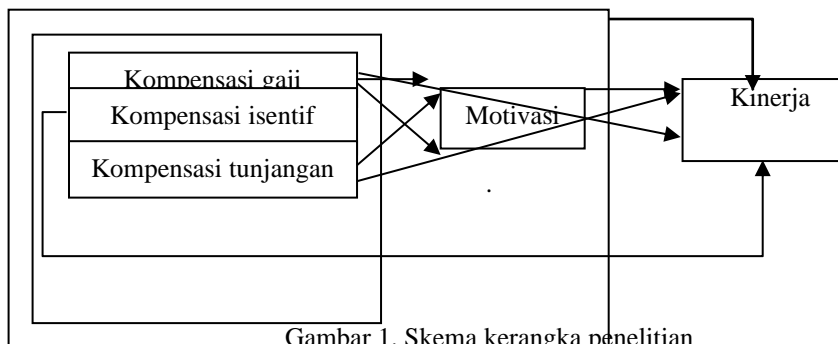 Kompensasi gaji
Kompensasi isentif
Kompensasi tunjangan
Motivasi
Kinerja
.
Gambar 1. Skema kerangka penelitian